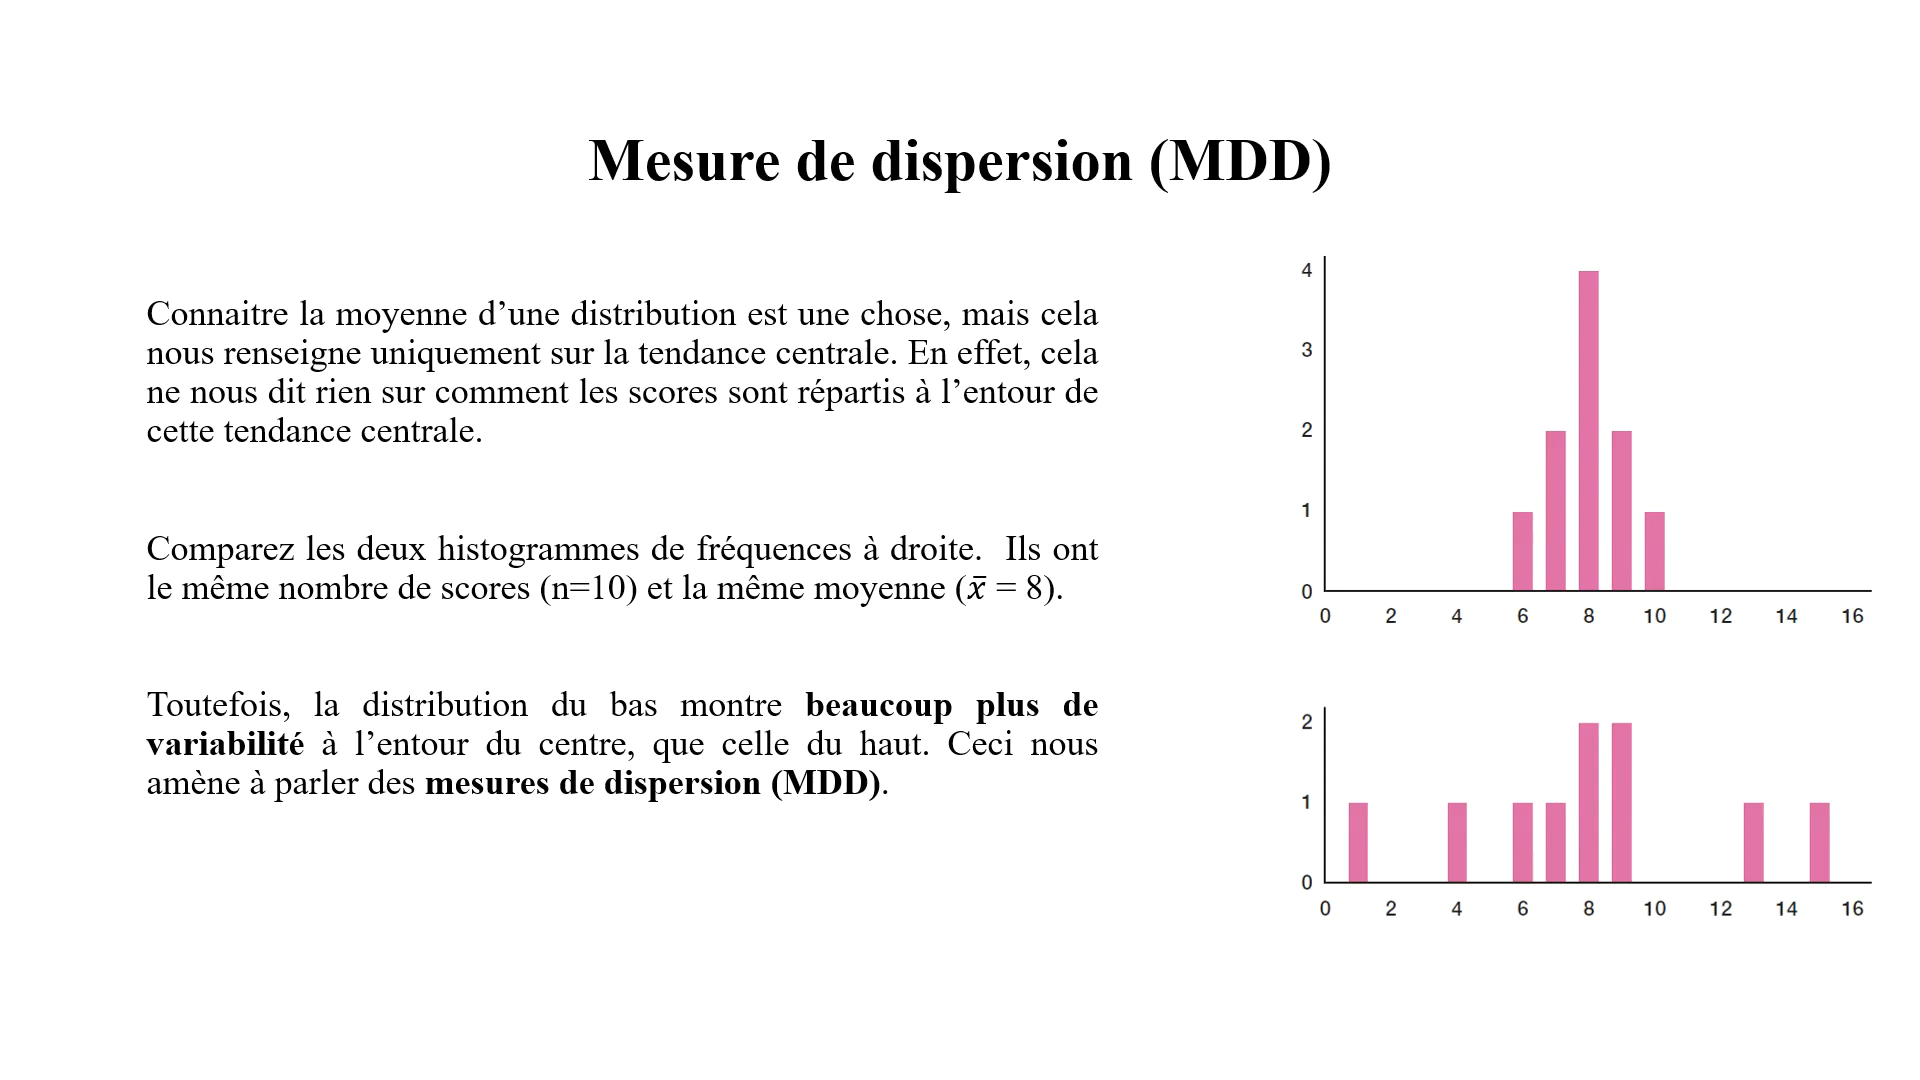 Mesure de dispersion (MDD)
Connaitre la moyenne d’une distribution est une chose, mais cela
nous renseigne uniquement sur la tendance centrale. En effet, cela
ne nous dit rien sur comment les scores sont répartis à l’entour de
cette tendance centrale.
Comparez les deux histogrammes de fréquences à droite.  Ils ont
le même nombre de scores (n=10) et la même moyenne (x̄ = 8).
Toutefois, la distribution du bas montre beaucoup plus de
variabilité à l’entour du centre, que celle du haut. Ceci nous
amène à parler des mesures de dispersion (MDD).
4
3
2
1
0
0 2 4 6 8 10 12 14 16
2
1
0
0 2 4 6 8 10 12 14 16